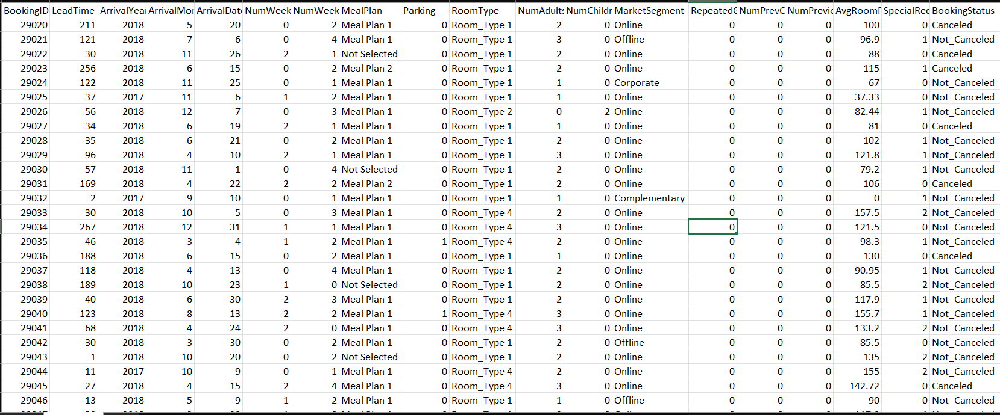 BookingID LeadTime ArrivalYea ArrivalMo ArrivalDat NumWeek NumWeek MealPlan Parking RoomType NumAdults NumChildr MarketSegment Repeated NumPrevC NumPrevio AvgRoomP SpecialReq BookingStatus
29020 211 2018 5 20 0 2 Meal Plan 1 0 Room_Type 1 2 0 Online 0 0 0 100 0 Canceled
29021 121 2018 7 6 0 4 Meal Plan 1 0 Room_Type 1 3 0 Offline 0 0 0 96.9 1 Not_Canceled
29022 30 2018 11 26 2 1 Not Selected 0 Room_Type 1 2 0 Online 0 0 0 88 0 Canceled
29023 256 2018 6 15 0 2 Meal Plan 2 0 Room_Type 1 2 0 Online 0 0 0 115 1 Canceled
29024 122 2018 11 25 0 1 Meal Plan 1 0 Room_Type 1 1 0 Corporate 0 0 0 67 0 Not_Canceled
29025 37 2017 11 6 1 2 Meal Plan 1 0 Room_Type 1 1 0 Online 0 0 0 37.33 0 Not_Canceled
29026 56 2018 12 7 0 3 Meal Plan 1 0 Room_Type 2 0 2 Online 0 0 0 82.44 1 Not_Canceled
29027 34 2018 6 19 2 1 Meal Plan 1 0 Room_Type 1 1 0 Online 0 0 0 81 0 Canceled
29028 35 2018 6 21 0 2 Meal Plan 1 0 Room_Type 1 2 0 Online 0 0 0 102 1 Not_Canceled
29029 96 2018 4 10 2 1 Meal Plan 1 0 Room_Type 1 3 0 Online 0 0 0 121.8 1 Not_Canceled
29030 57 2018 11 1 0 4 Not Selected 0 Room_Type 1 2 0 Online 0 0 0 79.2 1 Not_Canceled
29031 169 2018 4 22 2 2 Meal Plan 2 0 Room_Type 1 2 0 Online 0 0 0 106 0 Canceled
29032 2 2017 9 10 0 1 Meal Plan 1 0 Room_Type 1 1 0 Complementary 0 0 0 0 1 Not_Canceled
29033 30 2018 10 5 0 3 Meal Plan 1 0 Room_Type 4 2 0 Online 0 0 0 157.5 2 Not_Canceled
29034 267 2018 12 31 1 1 Meal Plan 1 0 Room_Type 4 3 0 Online 0 0 0 121.5 0 Not_Canceled
29035 46 2018 3 4 1 2 Meal Plan 1 1 Room_Type 4 2 0 Online 0 0 0 98.3 1 Not_Canceled
29036 188 2018 6 15 0 2 Meal Plan 1 0 Room_Type 1 1 0 Online 0 0 0 130 0 Canceled
29037 118 2018 4 13 0 4 Meal Plan 1 0 Room_Type 1 2 0 Online 0 0 0 90.95 1 Not_Canceled
29038 189 2018 10 23 1 0 Not Selected 0 Room_Type 1 2 0 Online 0 0 0 85.5 2 Not_Canceled
29039 40 2018 6 30 2 3 Meal Plan 1 0 Room_Type 1 2 0 Online 0 0 0 117.9 1 Not_Canceled
29040 123 2018 8 13 2 2 Meal Plan 1 1 Room_Type 4 3 0 Online 0 0 0 155.7 1 Not_Canceled
29041 68 2018 4 24 2 0 Meal Plan 1 0 Room_Type 4 3 0 Online 0 0 0 133.2 2 Not_Canceled
29042 30 2018 3 30 0 2 Meal Plan 1 0 Room_Type 1 2 0 Offline 0 0 0 85.5 0 Not_Canceled
29043 1 2018 10 20 0 2 Not Selected 0 Room_Type 1 2 0 Online 0 0 0 135 2 Not_Canceled
29044 11 2017 10 9 0 1 Meal Plan 1 0 Room_Type 4 2 0 Online 0 0 0 155 2 Not_Canceled
29045 27 2018 4 15 2 4 Meal Plan 1 0 Room_Type 4 3 0 Online 0 0 0 142.72 0 Canceled
29046 13 2018 5 9 1 2 Meal Plan 1 0 Room_Type 1 1 0 Offline 0 0 0 90 0 Not_Canceled